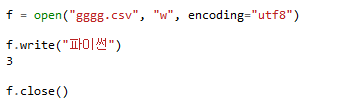 f = open("gggg.csv", "w", encoding="utf8")
f.write("파이썬")
3
f.close()